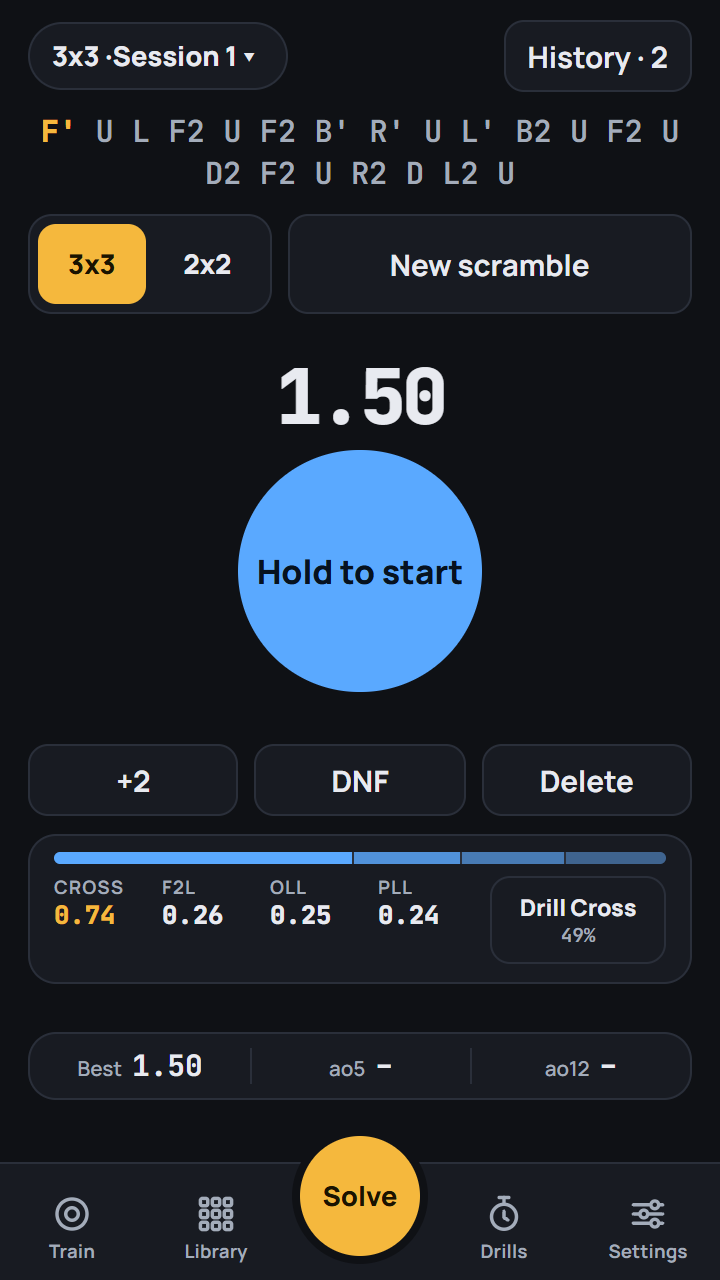 3x3 ·Session 1 ▾
History · 2
F' U L F2 U F2 B' R' U L' B2 U F2 U
D2 F2 U R2 D L2 U
3x3
2x2
New scramble
1.50
Hold to start
+2
DNF
Delete
CROSS
0.74
F2L
0.26
OLL
0.25
PLL
0.24
Drill Cross
49%
Best 1.50
ao5 –
ao12 –
Train
Library
Solve
Drills
Settings